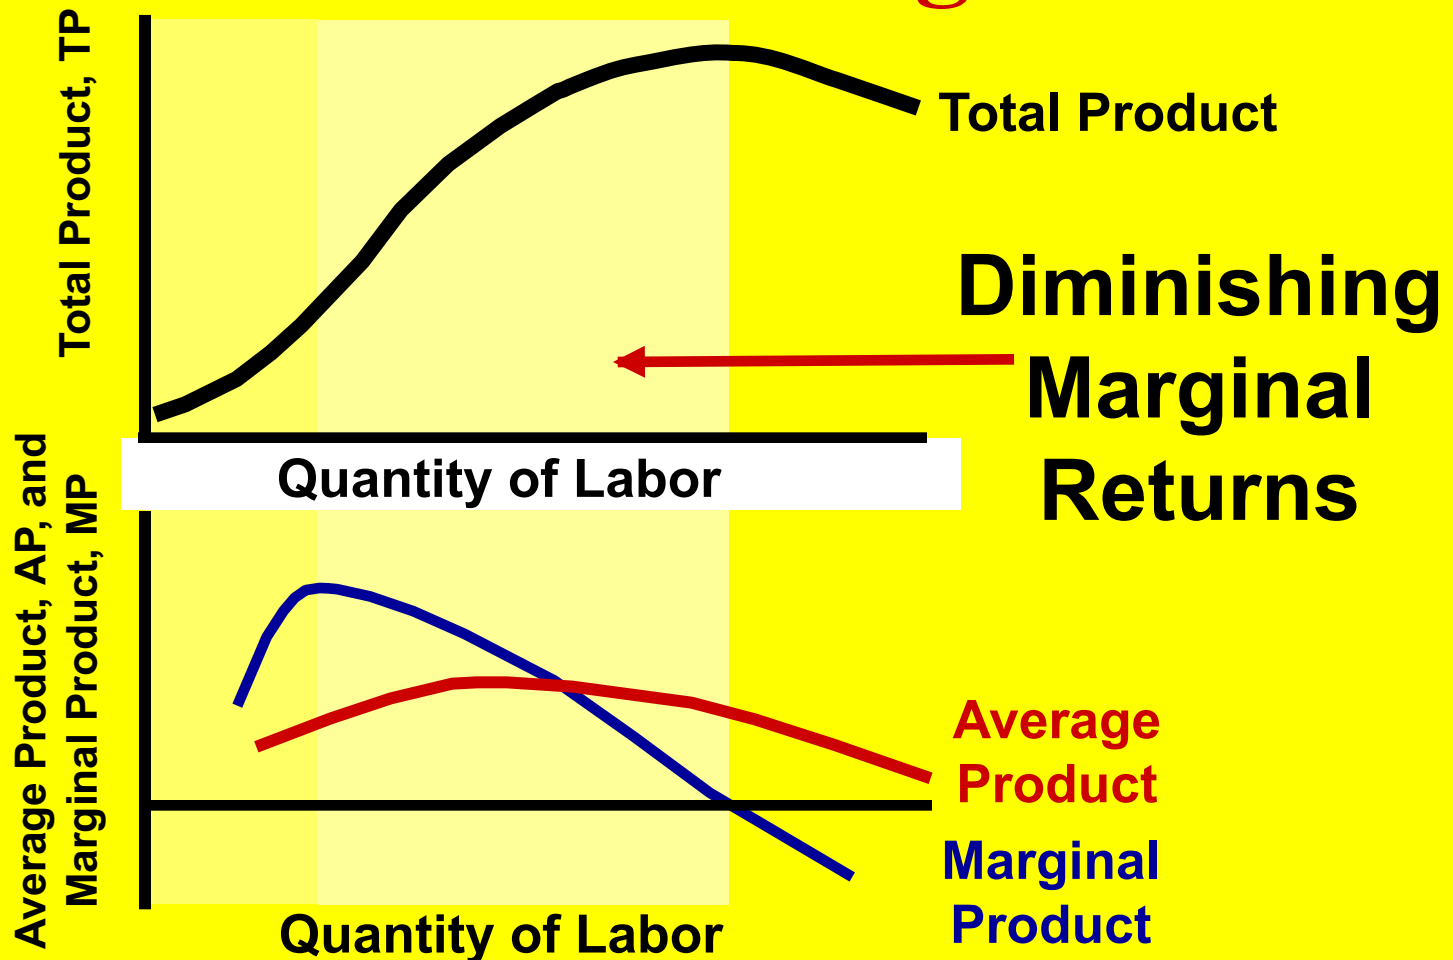 Total Product, TP
Total Product
Diminishing
Marginal
Returns
Quantity of Labor
Average Product, AP, and
Marginal Product, MP
Average
Product
Marginal
Product
Quantity of Labor